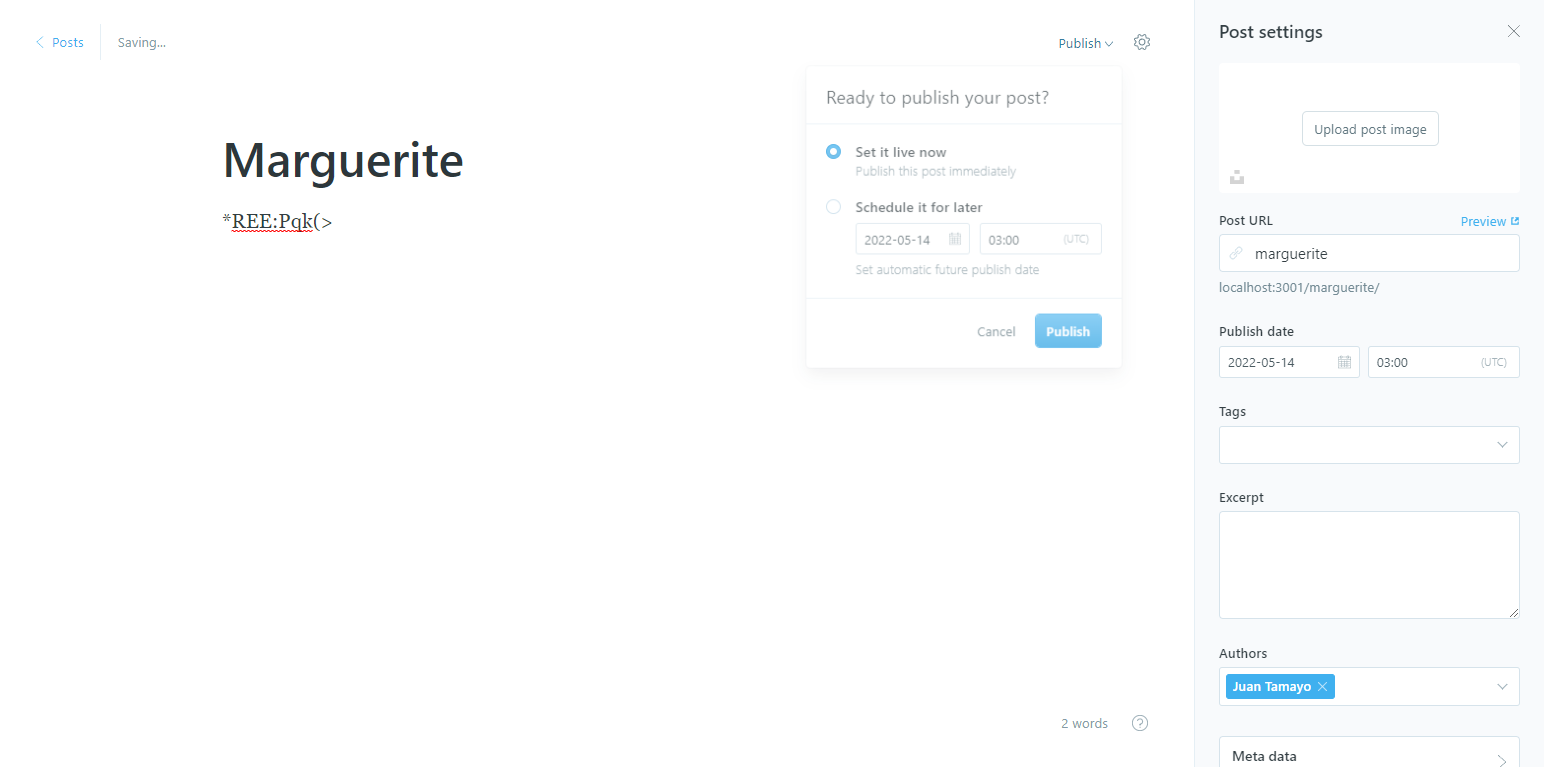 Posts
Saving...
Publish
Marguerite
*REE:Pqk(>
Ready to publish your post?
Set it live now
Publish this post immediately
Schedule it for later
2022-05-14
03:00 (UTC)
Set automatic future publish date
Cancel
Publish
2 words
?
Post settings
Upload post image
Post URL
Preview
marguerite
localhost:3001/marguerite/
Publish date
2022-05-14
03:00 (UTC)
Tags
Excerpt
Authors
Juan Tamayo
Meta data